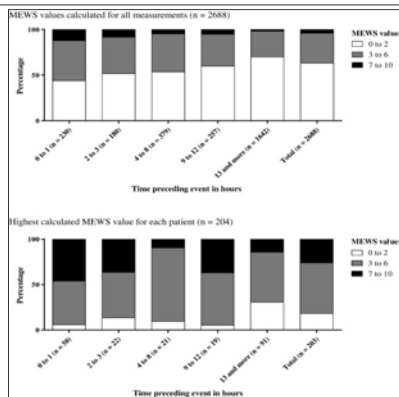 MEWS values calculated for all measurements (n = 2688)
100
50
0
Percentage
0 to 1 (n = 230)
2 to 3 (n = 180)
4 to 8 (n = 379)
9 to 12 (n = 257)
13 and more (n = 1642)
Total (n = 2688)
Time preceding event in hours
MEWS value
0 to 2
3 to 6
7 to 10
Highest calculated MEWS value for each patient (n = 204)
100
50
0
Percentage
0 to 1 (n = 50)
2 to 3 (n = 22)
4 to 8 (n = 21)
9 to 12 (n = 19)
13 and more (n = 91)
Total (n = 203)
Time preceding event in hours
MEWS value
0 to 2
3 to 6
7 to 10